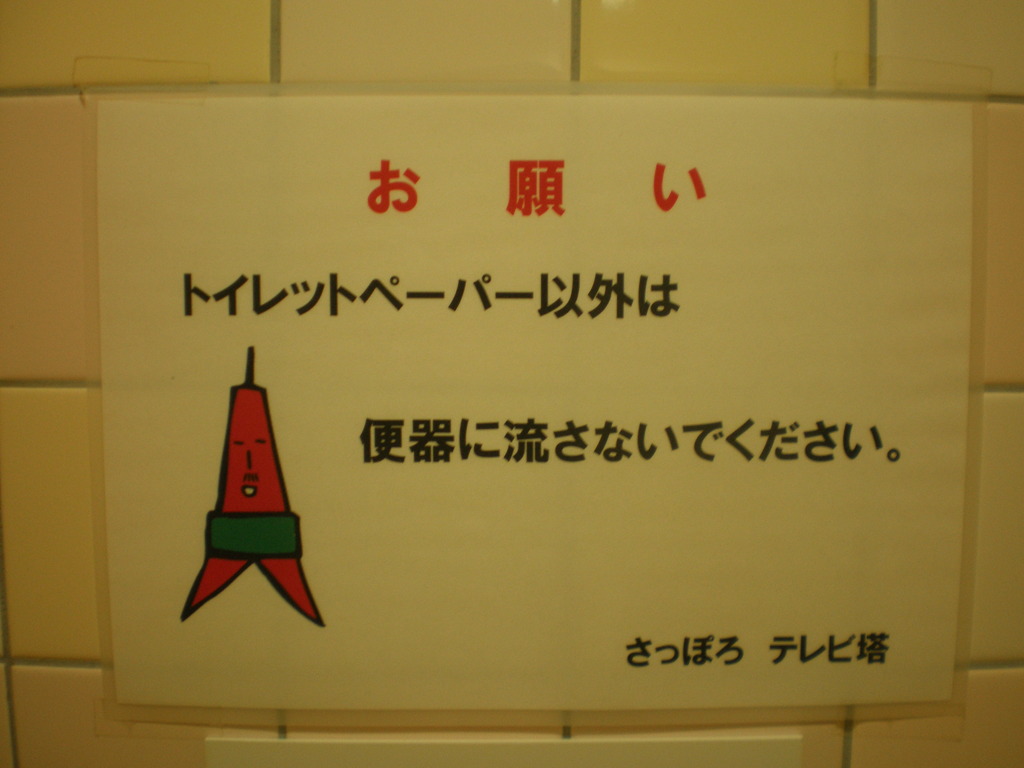 お願い
トイレットペーパー以外は
便器に流さないでください。
さっぽろ テレビ塔